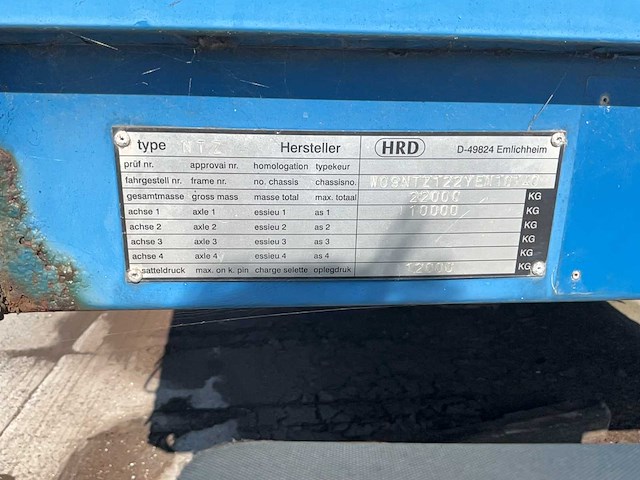 type NTZ Hersteller HRD D-49824 Emlichheim
prüf nr. approvai nr. homologation typekeur
fahrgestell nr. frame nr. no. chassis chassisno.
gesamtmasse gross mass masse total max. totaal 22000 KG
achse 1 axle 1 essieu 1 as 1 10000 KG
achse 2 axle 2 essieu 2 as 2 KG
achse 3 axle 3 essieu 3 as 3 KG
achse 4 axle 4 essieu 4 as 4 KG
satteldruck max. on k. pin charge selette oplegdruk 12000 KG